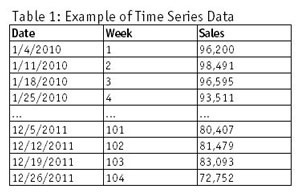 Table 1: Example of Time Series Data
Date Week Sales
1/4/2010 1 96,200
1/11/2010 2 98,491
1/18/2010 3 96,595
1/25/2010 4 93,511
... ... ...
12/5/2011 101 80,407
12/12/2011 102 81,479
12/19/2011 103 83,093
12/26/2011 104 72,752